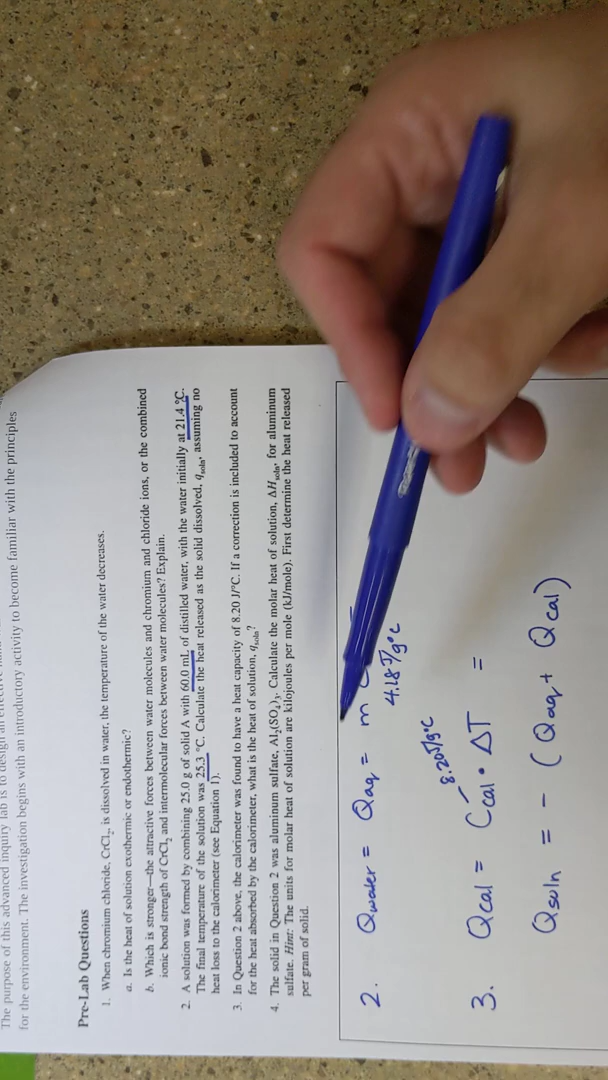 The purpose of this advanced inquiry lab is to design an effective
for the environment. The investigation begins with an introductory activity to become familiar with the principles
Pre-Lab Questions
1. When chromium chloride, CrCl₂, is dissolved in water, the temperature of the water decreases.
a. Is the heat of solution exothermic or endothermic?
b. Which is stronger—the attractive forces between water molecules and chromium and chloride ions, or the combined
ionic bond strength of CrCl₂ and intermolecular forces between water molecules? Explain.
2. A solution was formed by combining 25.0 g of solid A with 60.0 mL of distilled water, with the water initially at 21.4 °C.
The final temperature of the solution was 25.3 °C. Calculate the heat released as the solid dissolved, q_soln, assuming no
heat loss to the calorimeter (see Equation 1).
3. In Question 2 above, the calorimeter was found to have a heat capacity of 8.20 J/°C. If a correction is included to account
for the heat absorbed by the calorimeter, what is the heat of solution, q_soln?
4. The solid in Question 2 was aluminum sulfate, Al₂(SO₄)₃. Calculate the molar heat of solution, ΔH_soln, for aluminum
sulfate. Hint: The units for molar heat of solution are kilojoules per mole (kJ/mole). First determine the heat released
per gram of solid.
2. Qwater = Qaq = m C
4.18 J/g°C
8.20 J/g°C
3. Qcal = Ccal • ΔT =
Qsoln = - (Qaq + Qcal)